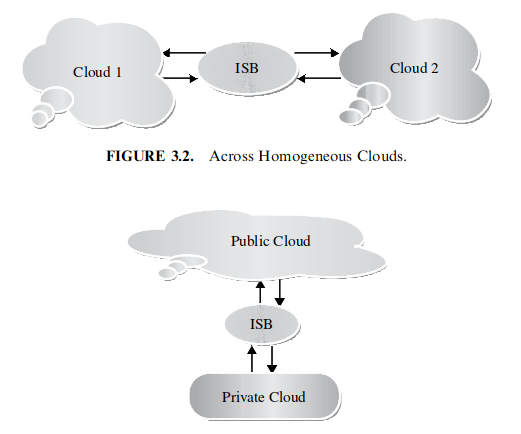 Cloud 1
ISB
Cloud 2
FIGURE 3.2. Across Homogeneous Clouds.
Public Cloud
ISB
Private Cloud